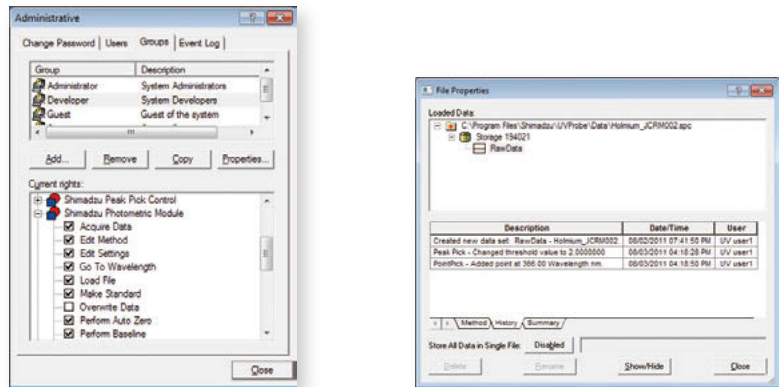 Administrative
Change Password Users Groups Event Log
Group Description
Administrator System Administrators
Developer System Developers
Guest Guest of the system
Add... Remove Copy Properties...
Current rights:
Shimadzu Peak Pick Control
Shimadzu Photometric Module
Acquire Data
Edit Method
Edit Settings
Go To Wavelength
Load File
Make Standard
Overwrite Data
Perform Auto Zero
Perform Baseline
Close
File Properties
Loaded Data:
C:\Program Files\Shimadzu\UVProbe\Data\Holmium_JCRM002.spc
Storage 194021
RawData
Description Date/Time User
Created new data set: RawData - Holmium_JCRM002. 08/02/2011 07:41:50 PM UV user1
Peak Pick - Changed threshold value to 2.0000000 08/03/2011 04:18:28 PM UV user1
PointPick - Added point at 366.00 Wavelength nm. 08/03/2011 04:18:50 PM UV user1
Method History Summary
Store All Data in Single File: Disabled
Delete Rename Show/Hide Close